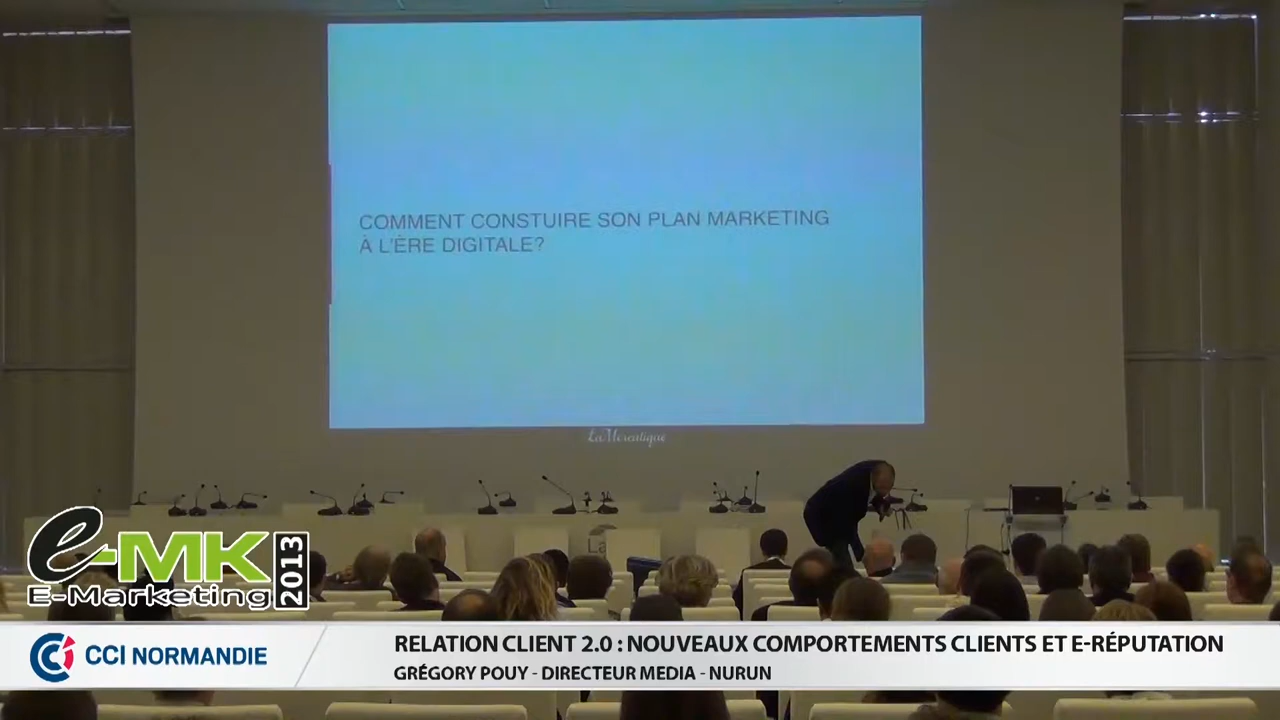 COMMENT CONSTUIRE SON PLAN MARKETING
À L'ÈRE DIGITALE?
LaMercatique
La
e-MK
E-Marketing
2013
CCI NORMANDIE
RELATION CLIENT 2.0 : NOUVEAUX COMPORTEMENTS CLIENTS ET E-RÉPUTATION
GRÉGORY POUY - DIRECTEUR MEDIA - NURUN